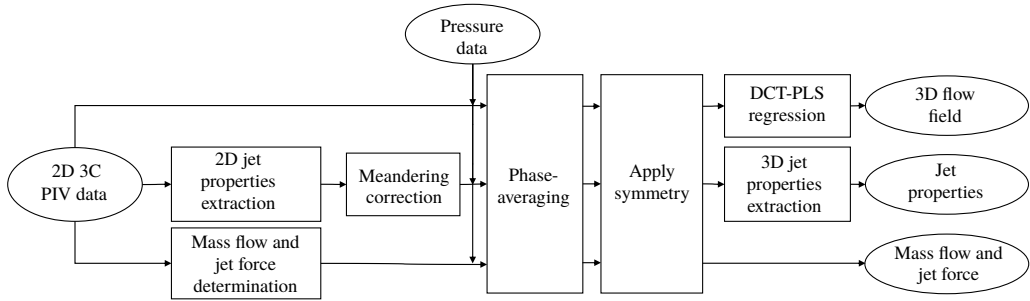 Pressure
data
2D 3C
PIV data
2D jet
properties
extraction
Meandering
correction
Mass flow and
jet force
determination
Phase-
averaging
Apply
symmetry
DCT-PLS
regression
3D jet
properties
extraction
3D flow
field
Jet
properties
Mass flow and
jet force